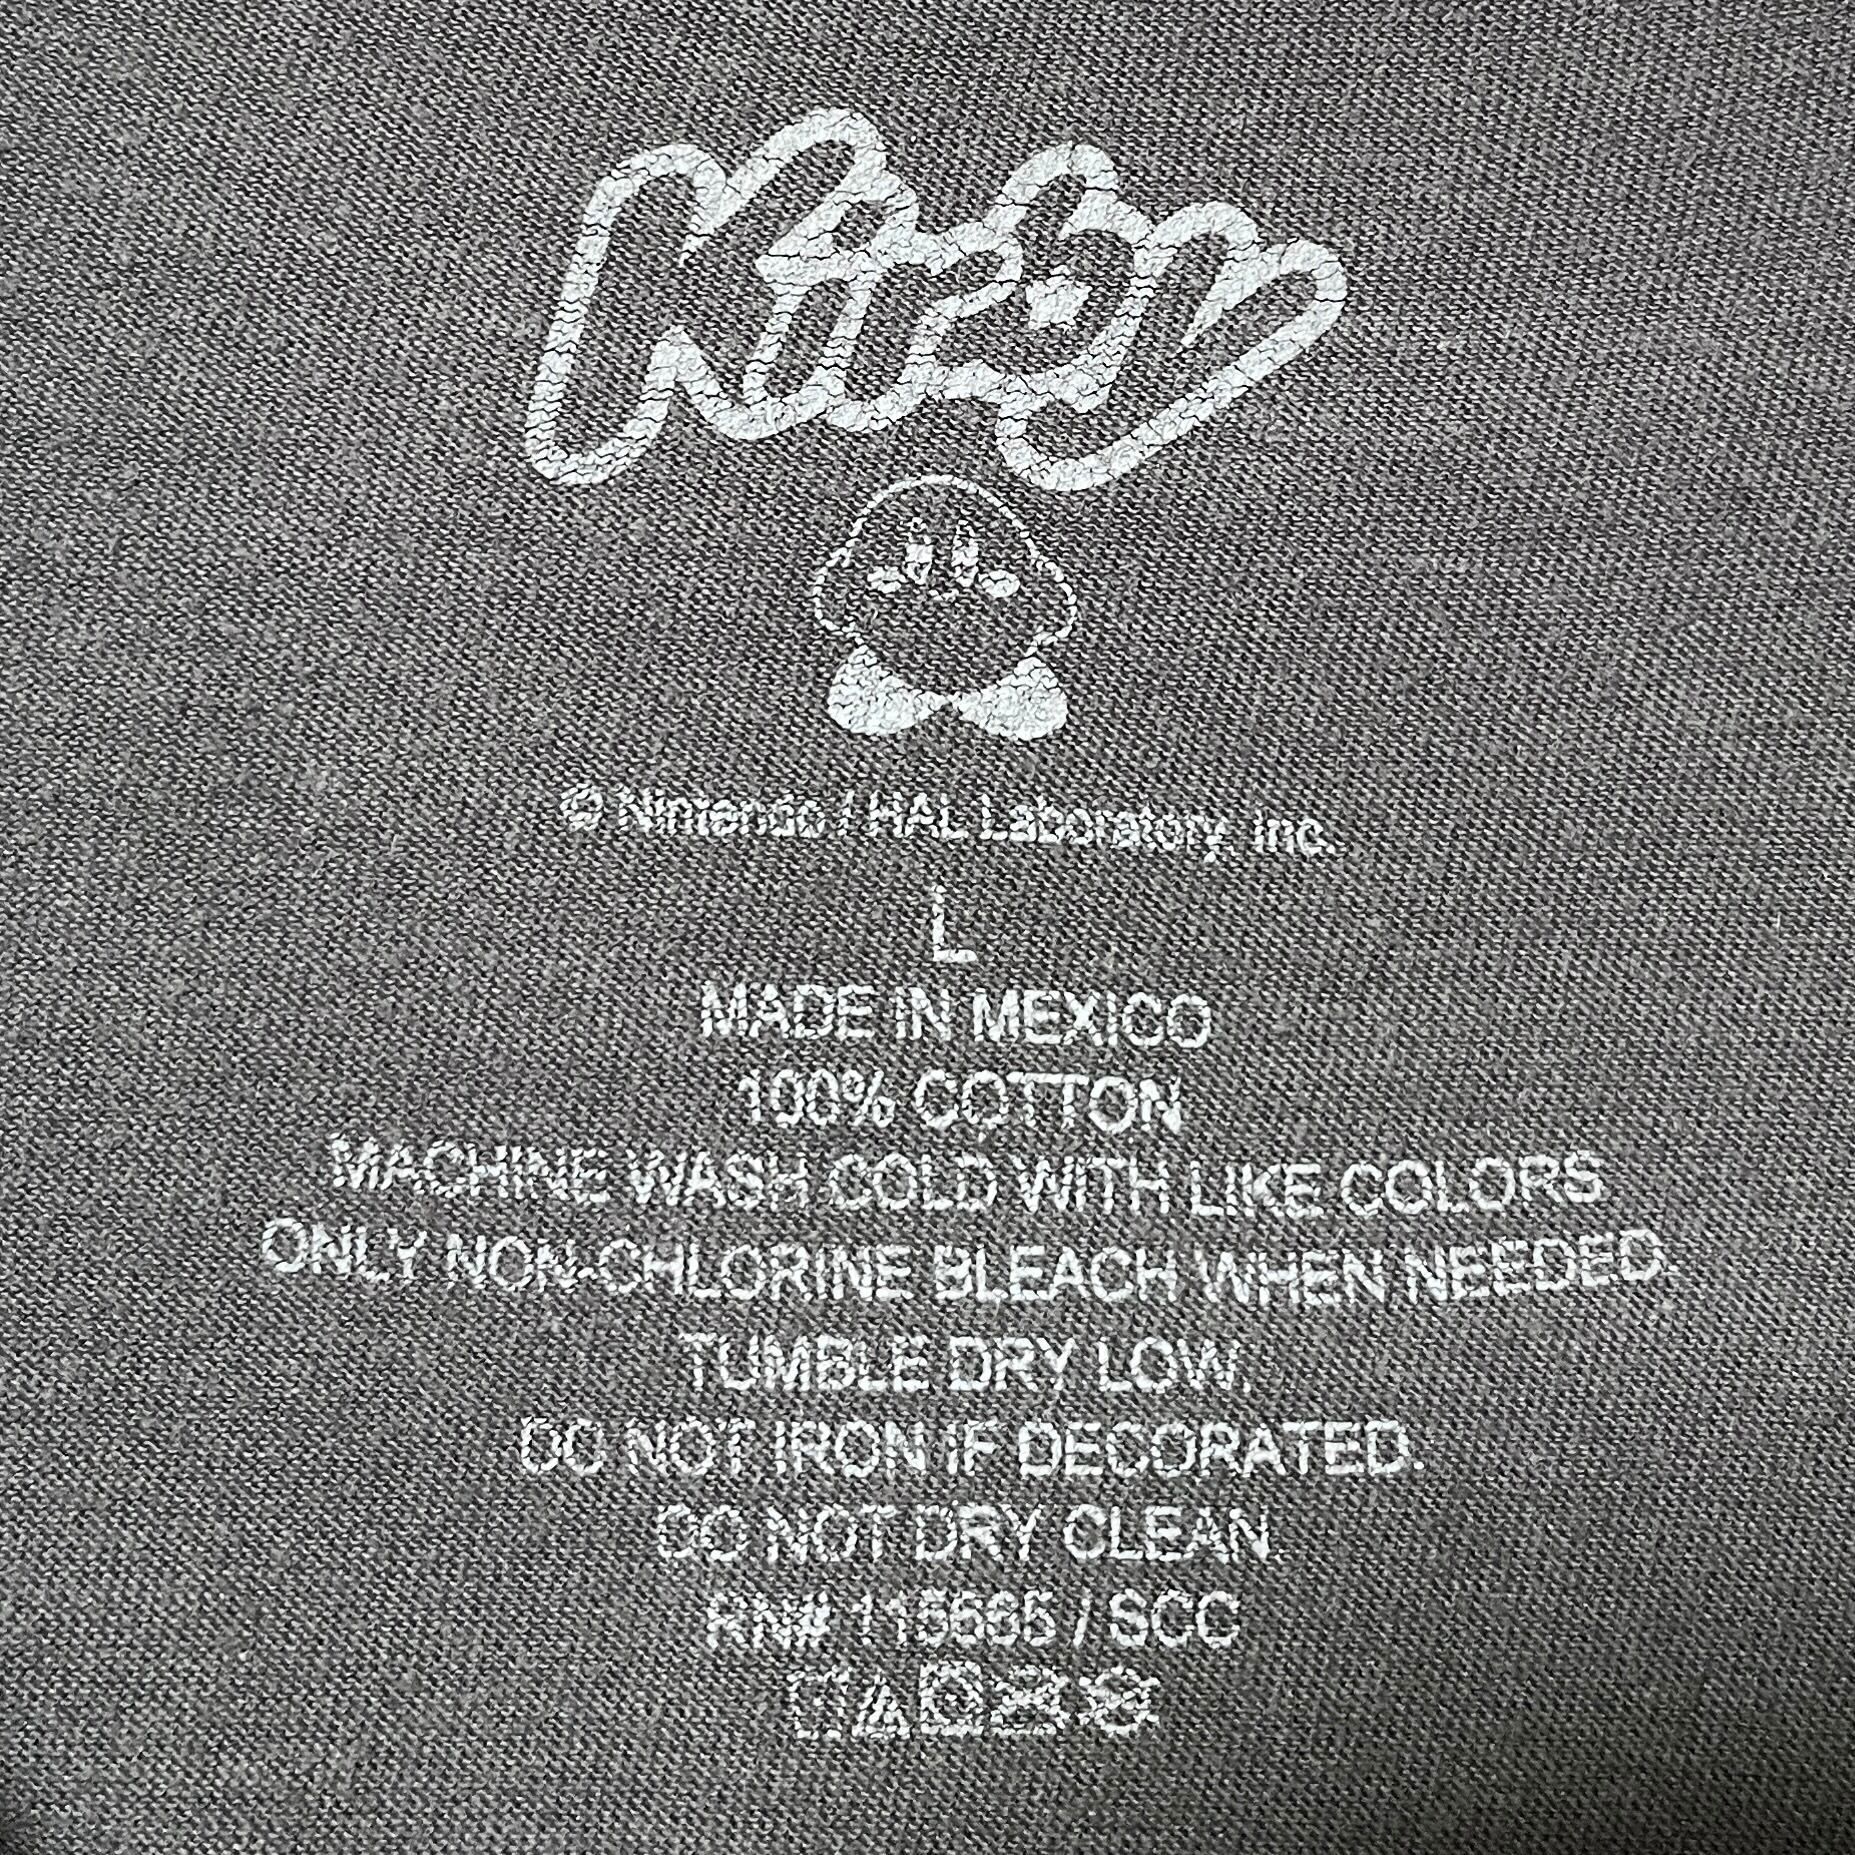 Kirby
© Nintendo / HAL Laboratory, Inc.
L
MADE IN MEXICO
100% COTTON
MACHINE WASH COLD WITH LIKE COLORS
ONLY NON-CHLORINE BLEACH WHEN NEEDED.
TUMBLE DRY LOW.
DO NOT IRON IF DECORATED.
DO NOT DRY CLEAN
RN# 115665 / SCC